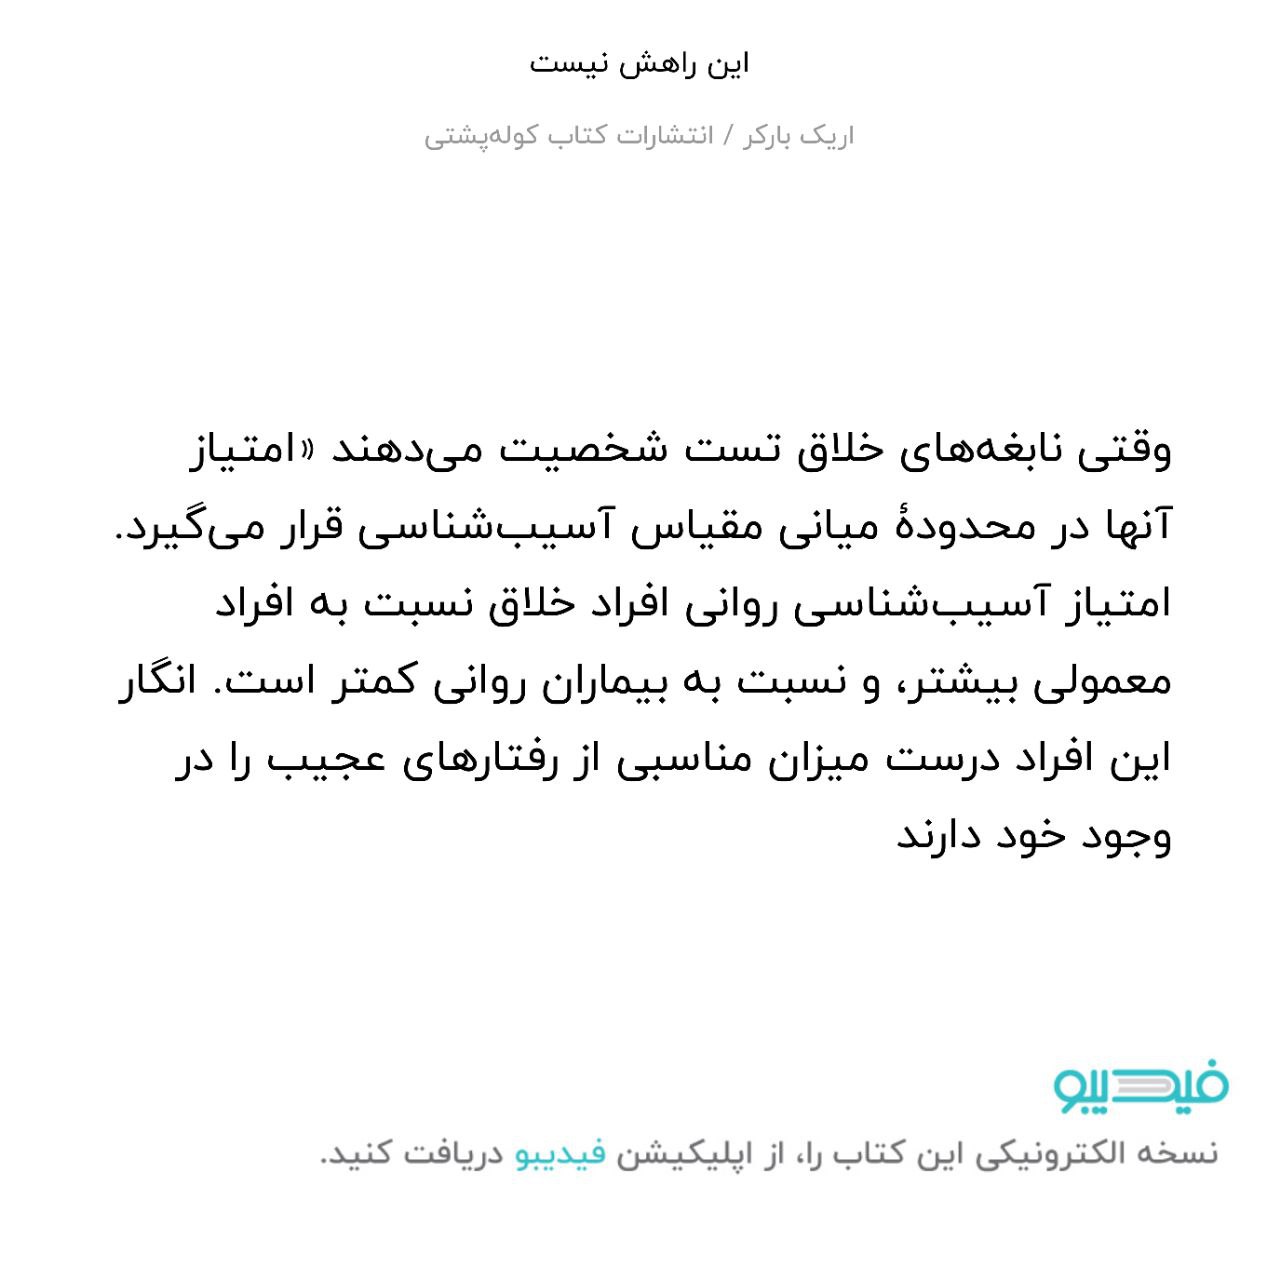 این راهش نیست
اریک بارکر / انتشارات کتاب کوله‌پشتی
وقتی نابغه‌های خلاق تست شخصیت می‌دهند «امتیاز
آنها در محدودهٔ میانی مقیاس آسیب‌شناسی قرار می‌گیرد.
امتیاز آسیب‌شناسی روانی افراد خلاق نسبت به افراد
معمولی بیشتر، و نسبت به بیماران روانی کمتر است. انگار
این افراد درست میزان مناسبی از رفتارهای عجیب را در
وجود خود دارند
فیدیبو
نسخه الکترونیکی این کتاب را، از اپلیکیشن فیدیبو دریافت کنید.